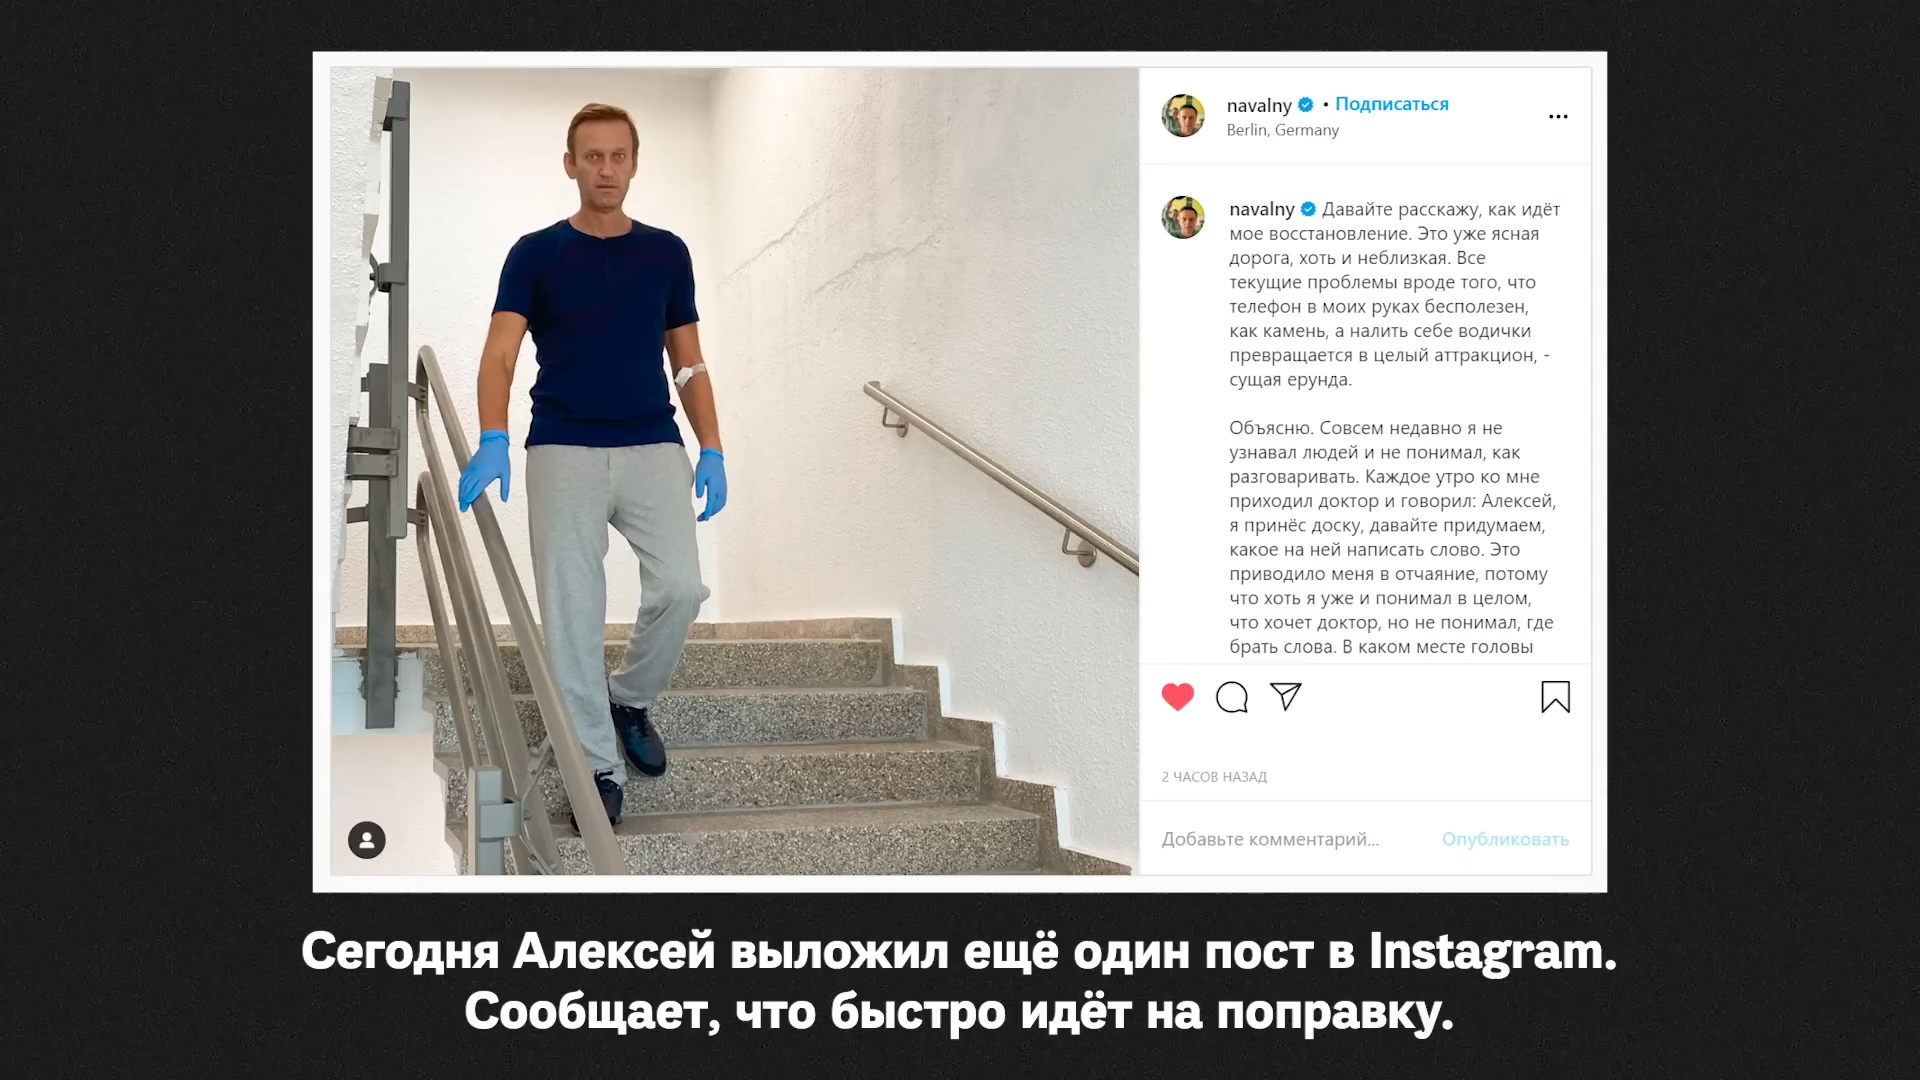 navalny • Подписаться
Berlin, Germany
navalny Давайте расскажу, как идёт
мое восстановление. Это уже ясная
дорога, хоть и неблизкая. Все
текущие проблемы вроде того, что
телефон в моих руках бесполезен,
как камень, а налить себе водички
превращается в целый аттракцион, -
сущая ерунда.
Объясню. Совсем недавно я не
узнавал людей и не понимал, как
разговаривать. Каждое утро ко мне
приходил доктор и говорил: Алексей,
я принёс доску, давайте придумаем,
какое на ней написать слово. Это
приводило меня в отчаяние, потому
что хоть я уже и понимал в целом,
что хочет доктор, но не понимал, где
брать слова. В каком месте головы
2 ЧАСОВ НАЗАД
Добавьте комментарий... Опубликовать
Сегодня Алексей выложил ещё один пост в Instagram.
Сообщает, что быстро идёт на поправку.